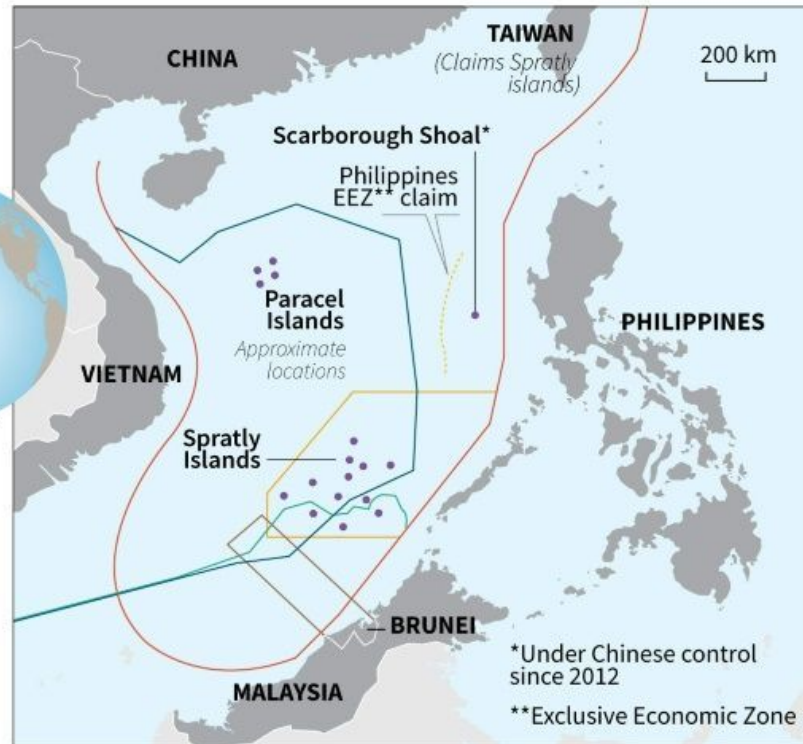 CHINA
TAIWAN
(Claims Spratly
islands)
200 km
Scarborough Shoal*
Philippines
EEZ** claim
Paracel
Islands
Approximate
locations
PHILIPPINES
VIETNAM
Spratly
Islands
BRUNEI
MALAYSIA
*Under Chinese control
since 2012
**Exclusive Economic Zone